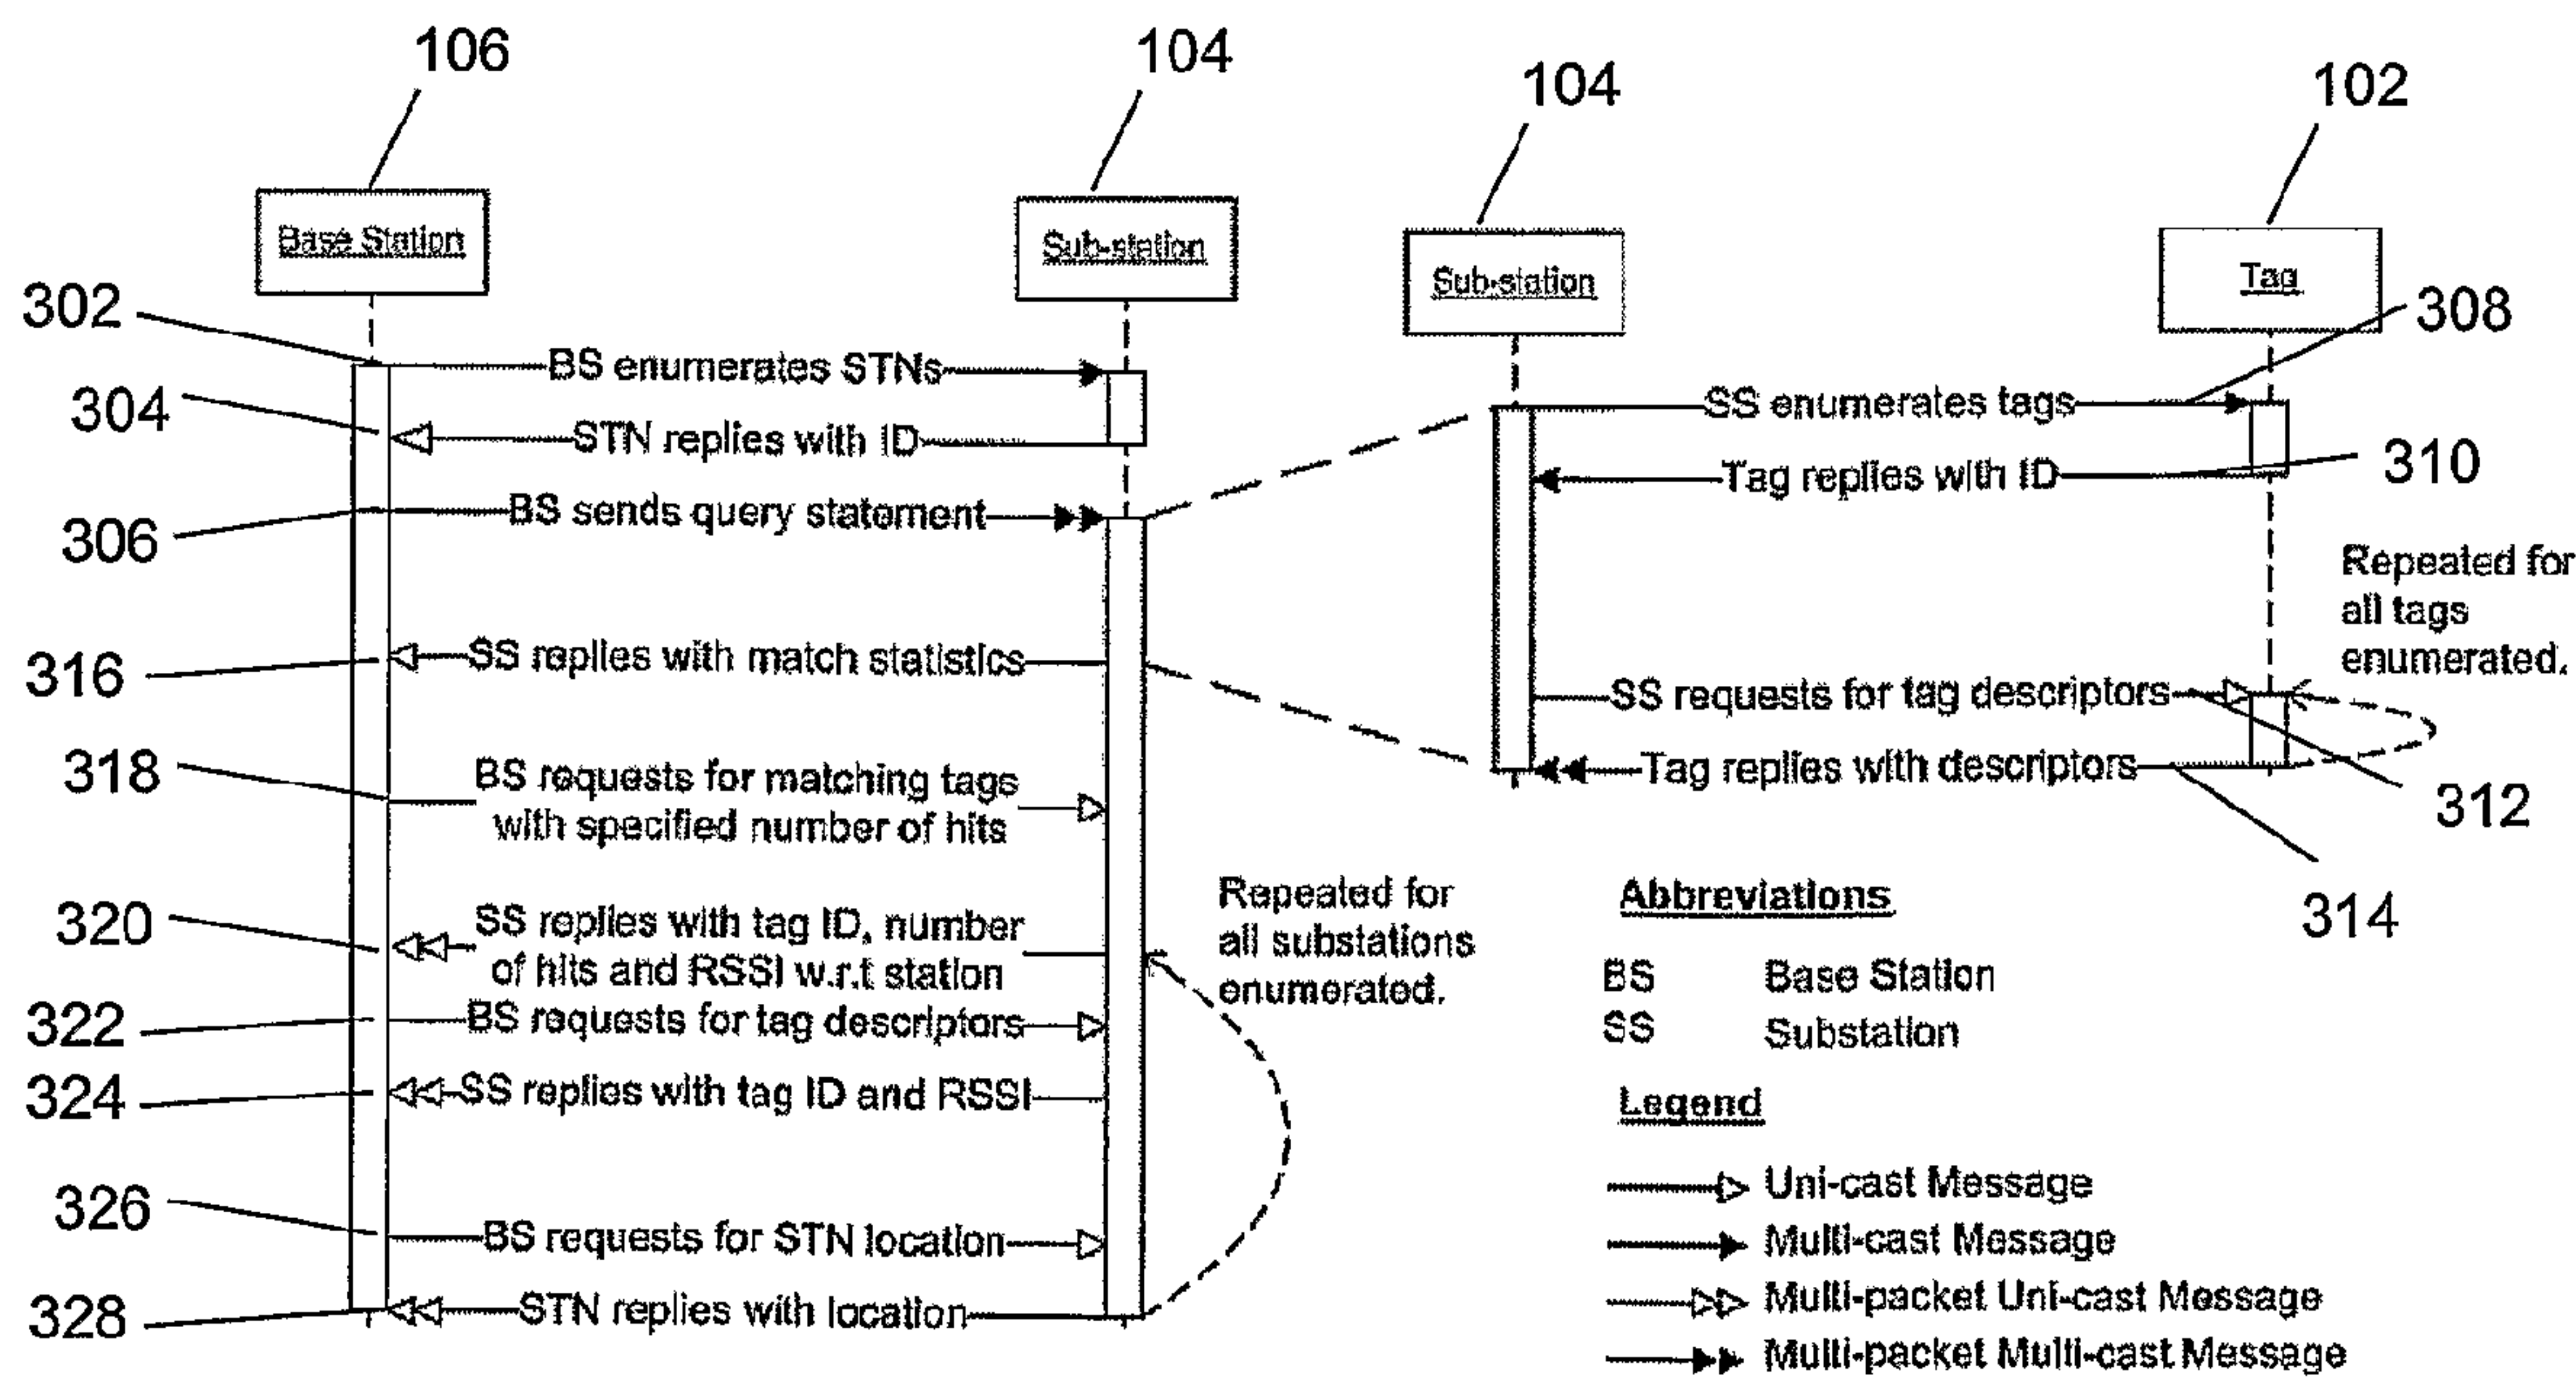 106
104
104
102
Base Station
Sub-station
Sub-station
Tag
302
308
BS enumerates STNs
304
SS enumerates tags
STN replies with ID
Tag replies with ID
310
306
BS sends query statement
Repeated for
all tags
enumerated.
316
SS replies with match statistics
SS requests for tag descriptors
318
BS requests for matching tags
with specified number of hits
Tag replies with descriptors
312
314
320
SS replies with tag ID, number
of hits and RSSI w.r.t station
Repeated for
all substations
enumerated.
322
BS requests for tag descriptors
324
SS replies with tag ID and RSSI
326
BS requests for STN location
328
STN replies with location
Abbreviations
BS Base Station
SS Substation
Legend
Uni-cast Message
Multi-cast Message
Multi-packet Uni-cast Message
Multi-packet Multi-cast Message